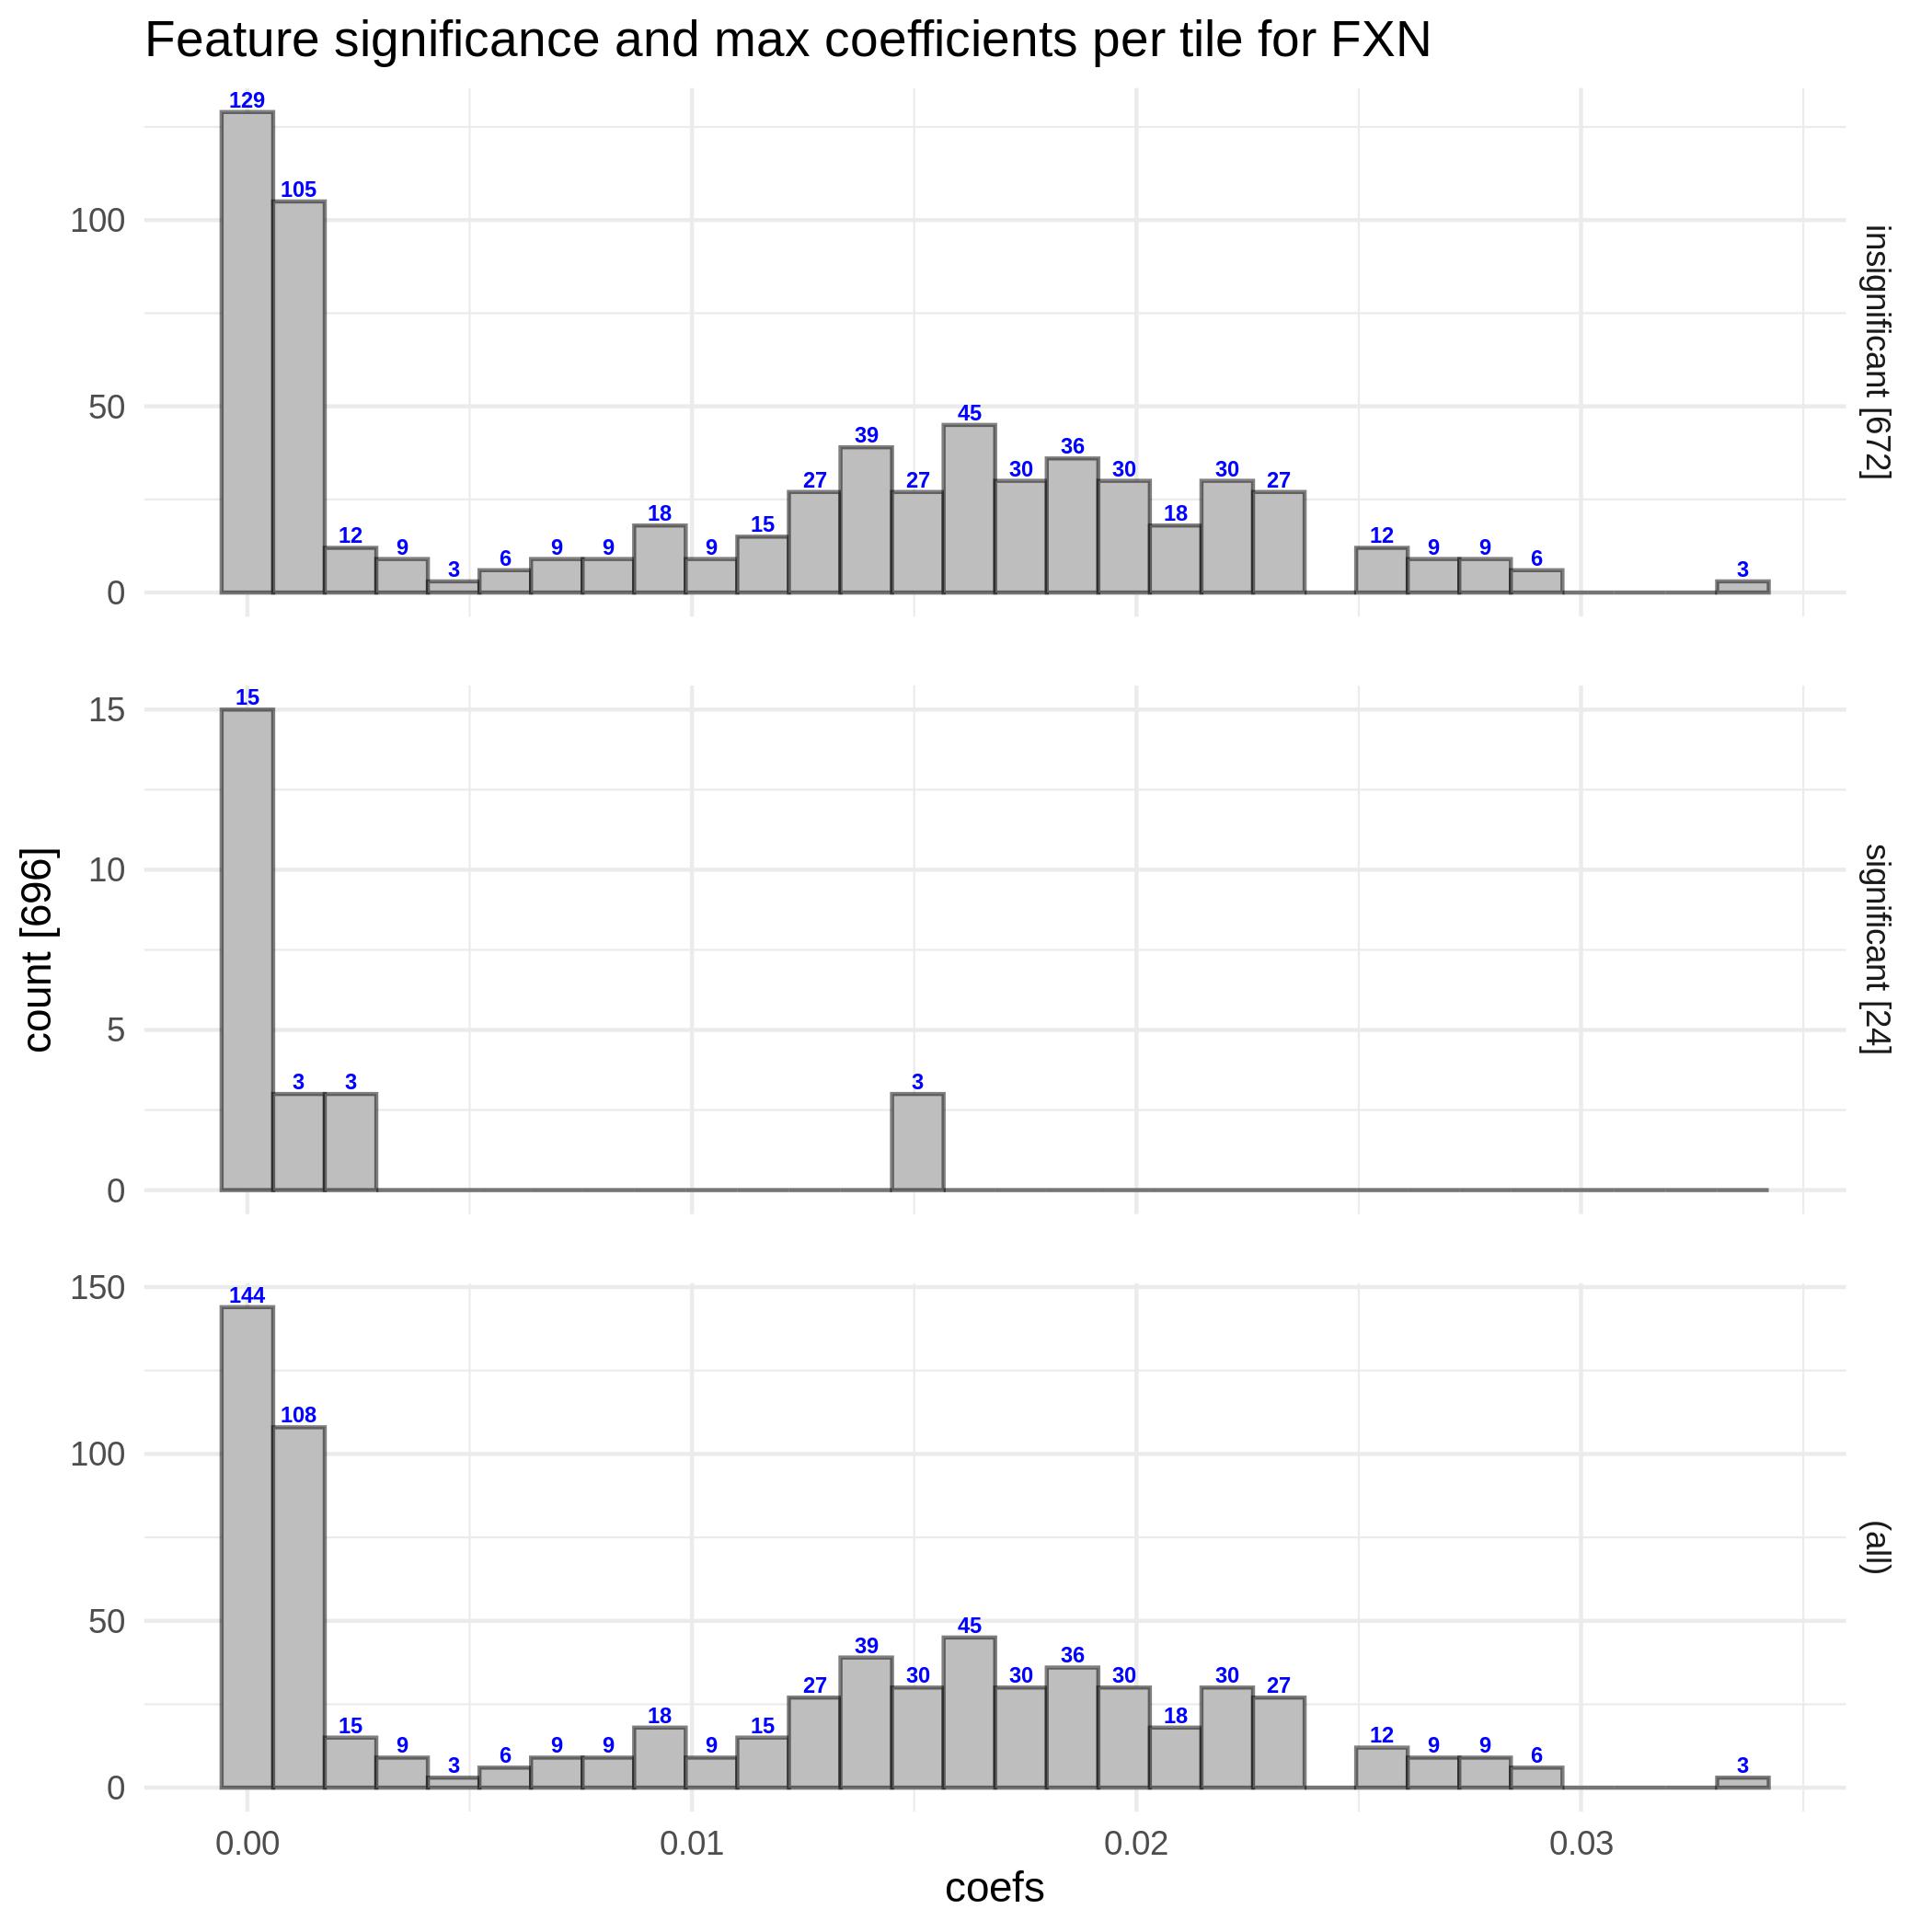 Feature significance and max coefficients per tile for FXN
129
105
12 9 3 6 9 9 18 9 15 27 39 27 45 30 36 30 18 30 27 12 9 9 6 3
100
50
0
insignificant [672]
15
3 3 3
15
10
5
0
significant [24]
count [696]
144
108
15 9 3 6 9 9 18 9 15 27 39 30 45 30 36 30 18 30 27 12 9 9 6 3
150
100
50
0
(all)
0.00 0.01 0.02 0.03
coefs